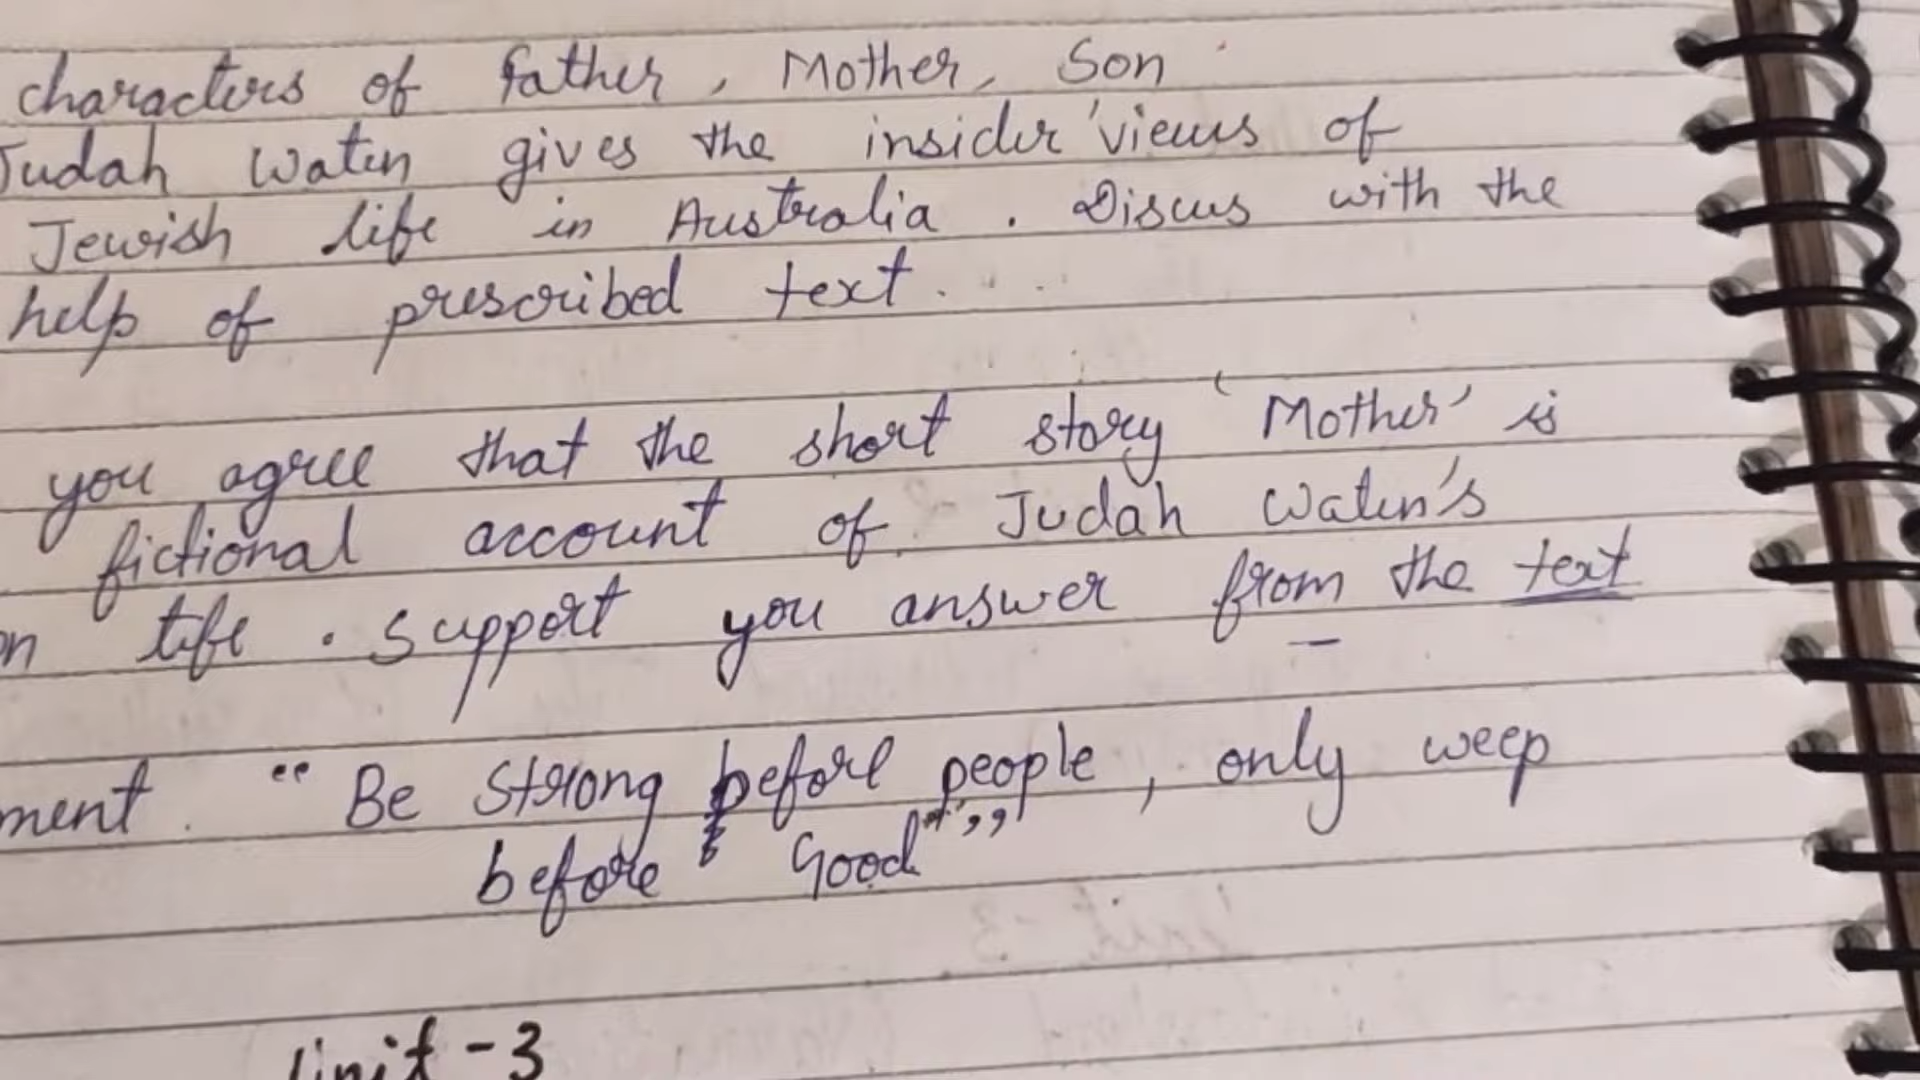 characters of father, Mother, Son
Judah Waten gives the insider views of
Jewish life in Australia. Discus with the
help of prescribed text.
you agree that the short story 'Mother' is
fictional account of Judah Waten's
n life. Support you answer from the text
ment. "Be Strong before people, only weep
before Good"
Unit-3